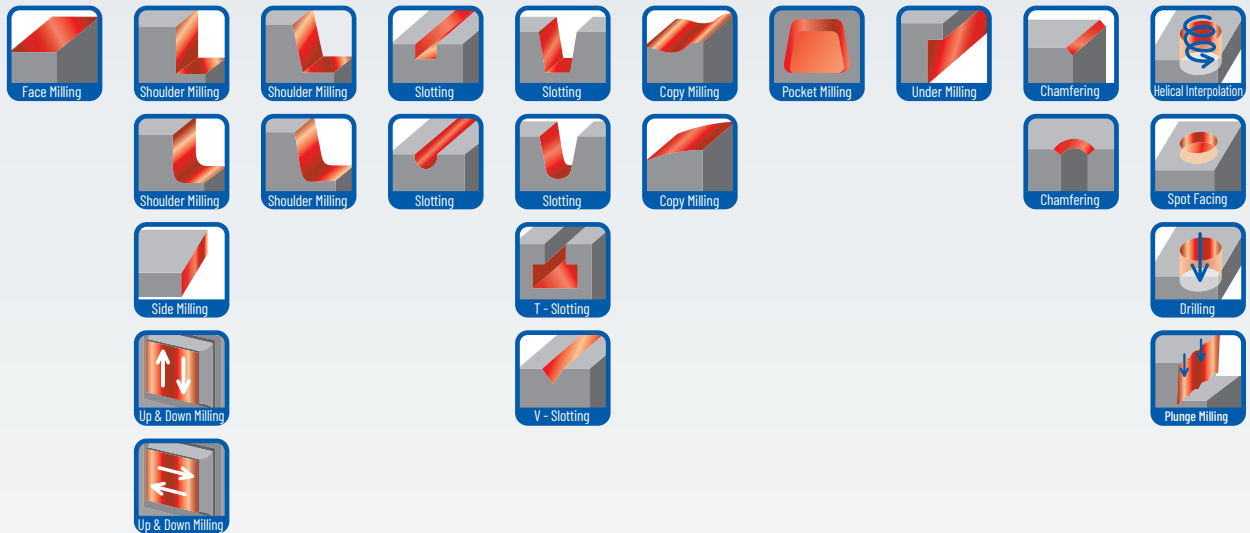 Face Milling
Shoulder Milling
Shoulder Milling
Slotting
Slotting
Copy Milling
Pocket Milling
Under Milling
Chamfering
Helical Interpolation
Shoulder Milling
Shoulder Milling
Slotting
Slotting
Copy Milling
Chamfering
Spot Facing
Side Milling
T - Slotting
Drilling
Up & Down Milling
V - Slotting
Plunge Milling
Up & Down Milling